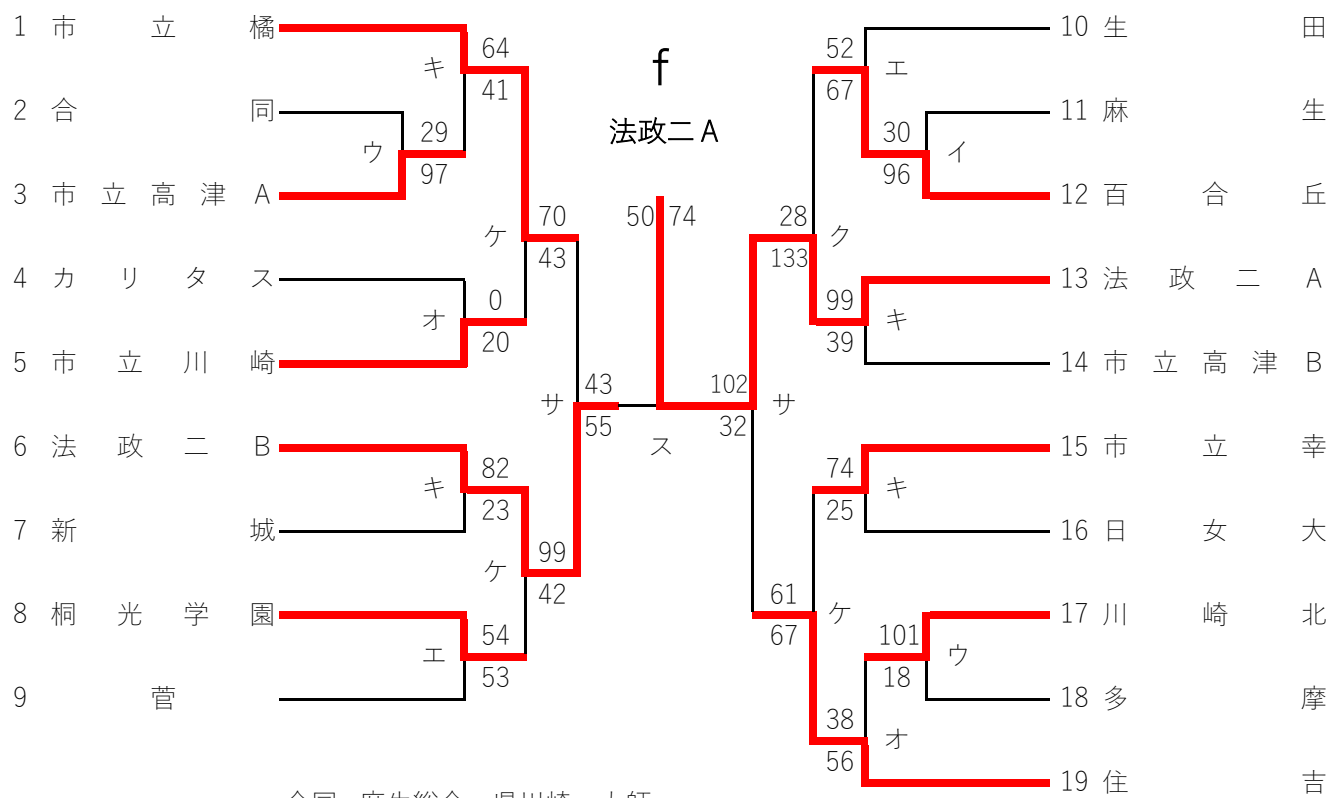 1 市立橘
64
キ
41
2 合同
29
ウ
97
3 市立高津A
70
ケ
43
4 カリタス
0
オ
20
5 市立川崎
43
サ
55
6 法政二B
82
キ
23
7 新城
99
ケ
42
8 桐光学園
54
エ
53
9 菅
f
法政二A
50 74
ス
10 生田
52
エ
67
11 麻生
30
イ
96
12 百合丘
28
ク
133
13 法政二A
99
キ
39
14 市立高津B
102
サ
32
15 市立幸
74
キ
25
16 日女大
61
ケ
67
17 川崎北
101
ウ
18
18 多摩
38
オ
56
19 住吉